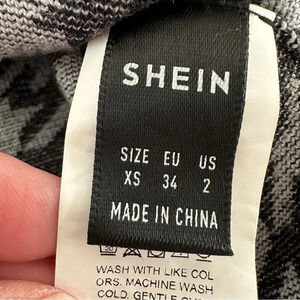 SHEIN
SIZE EU US
XS 34 2
MADE IN CHINA
WASH WITH LIKE COL
ORS. MACHINE WASH
COLD. GENTLE